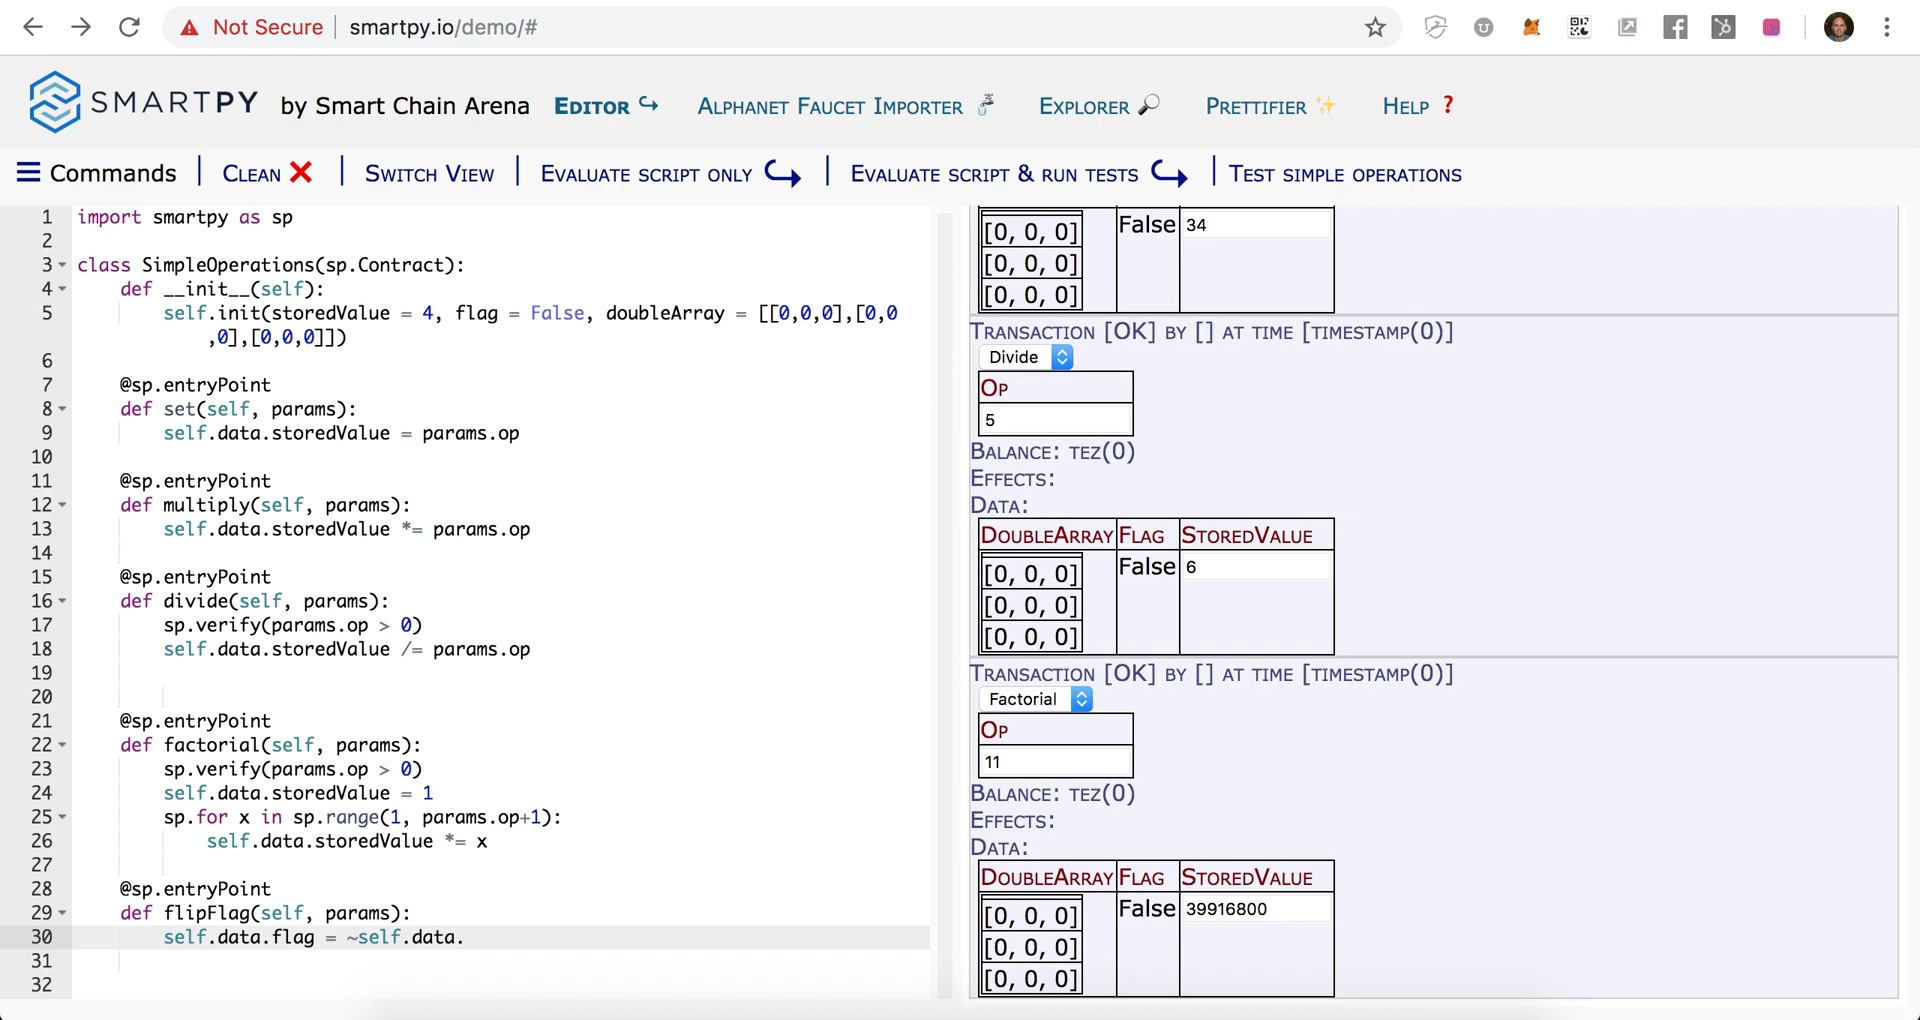 Not Secure smartpy.io/demo/#
SMARTPY by Smart Chain Arena Editor Alphanet Faucet Importer Explorer Prettifier Help ?
Commands Clean Switch View Evaluate script only Evaluate script & run tests Test simple operations
1 import smartpy as sp
2
3 class SimpleOperations(sp.Contract):
4 def __init__(self):
5 self.init(storedValue = 4, flag = False, doubleArray = [[0,0,0],[0,0
,0],[0,0,0]])
6
7 @sp.entryPoint
8 def set(self, params):
9 self.data.storedValue = params.op
10
11 @sp.entryPoint
12 def multiply(self, params):
13 self.data.storedValue *= params.op
14
15 @sp.entryPoint
16 def divide(self, params):
17 sp.verify(params.op > 0)
18 self.data.storedValue /= params.op
19
20
21 @sp.entryPoint
22 def factorial(self, params):
23 sp.verify(params.op > 0)
24 self.data.storedValue = 1
25 sp.for x in sp.range(1, params.op+1):
26 self.data.storedValue *= x
27
28 @sp.entryPoint
29 def flipFlag(self, params):
30 self.data.flag = ~self.data.
31
32
[0, 0, 0] False 34
[0, 0, 0]
[0, 0, 0]
Transaction [OK] by [] at time [timestamp(0)]
Divide
Op
5
Balance: tez(0)
Effects:
Data:
DoubleArray Flag StoredValue
[0, 0, 0] False 6
[0, 0, 0]
[0, 0, 0]
Transaction [OK] by [] at time [timestamp(0)]
Factorial
Op
11
Balance: tez(0)
Effects:
Data:
DoubleArray Flag StoredValue
[0, 0, 0] False 39916800
[0, 0, 0]
[0, 0, 0]